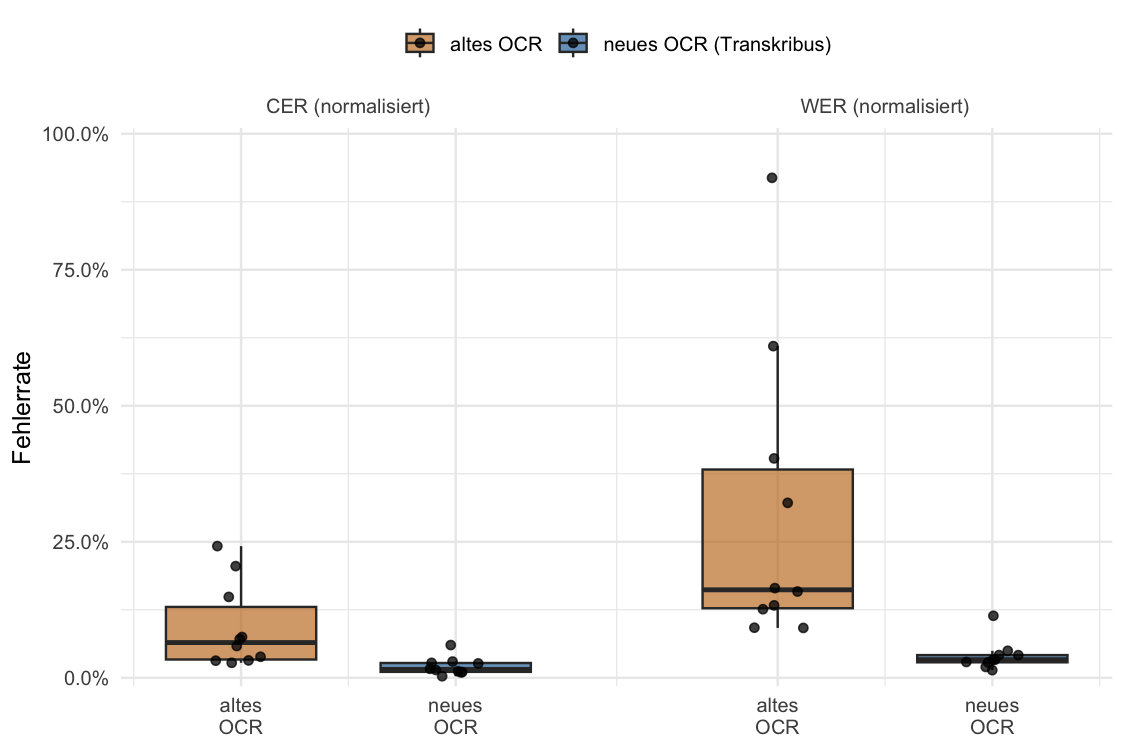 altes OCR
neues OCR (Transkribus)
CER (normalisiert)
WER (normalisiert)
100.0%
75.0%
50.0%
25.0%
0.0%
Fehlerrate
altes
OCR
neues
OCR
altes
OCR
neues
OCR